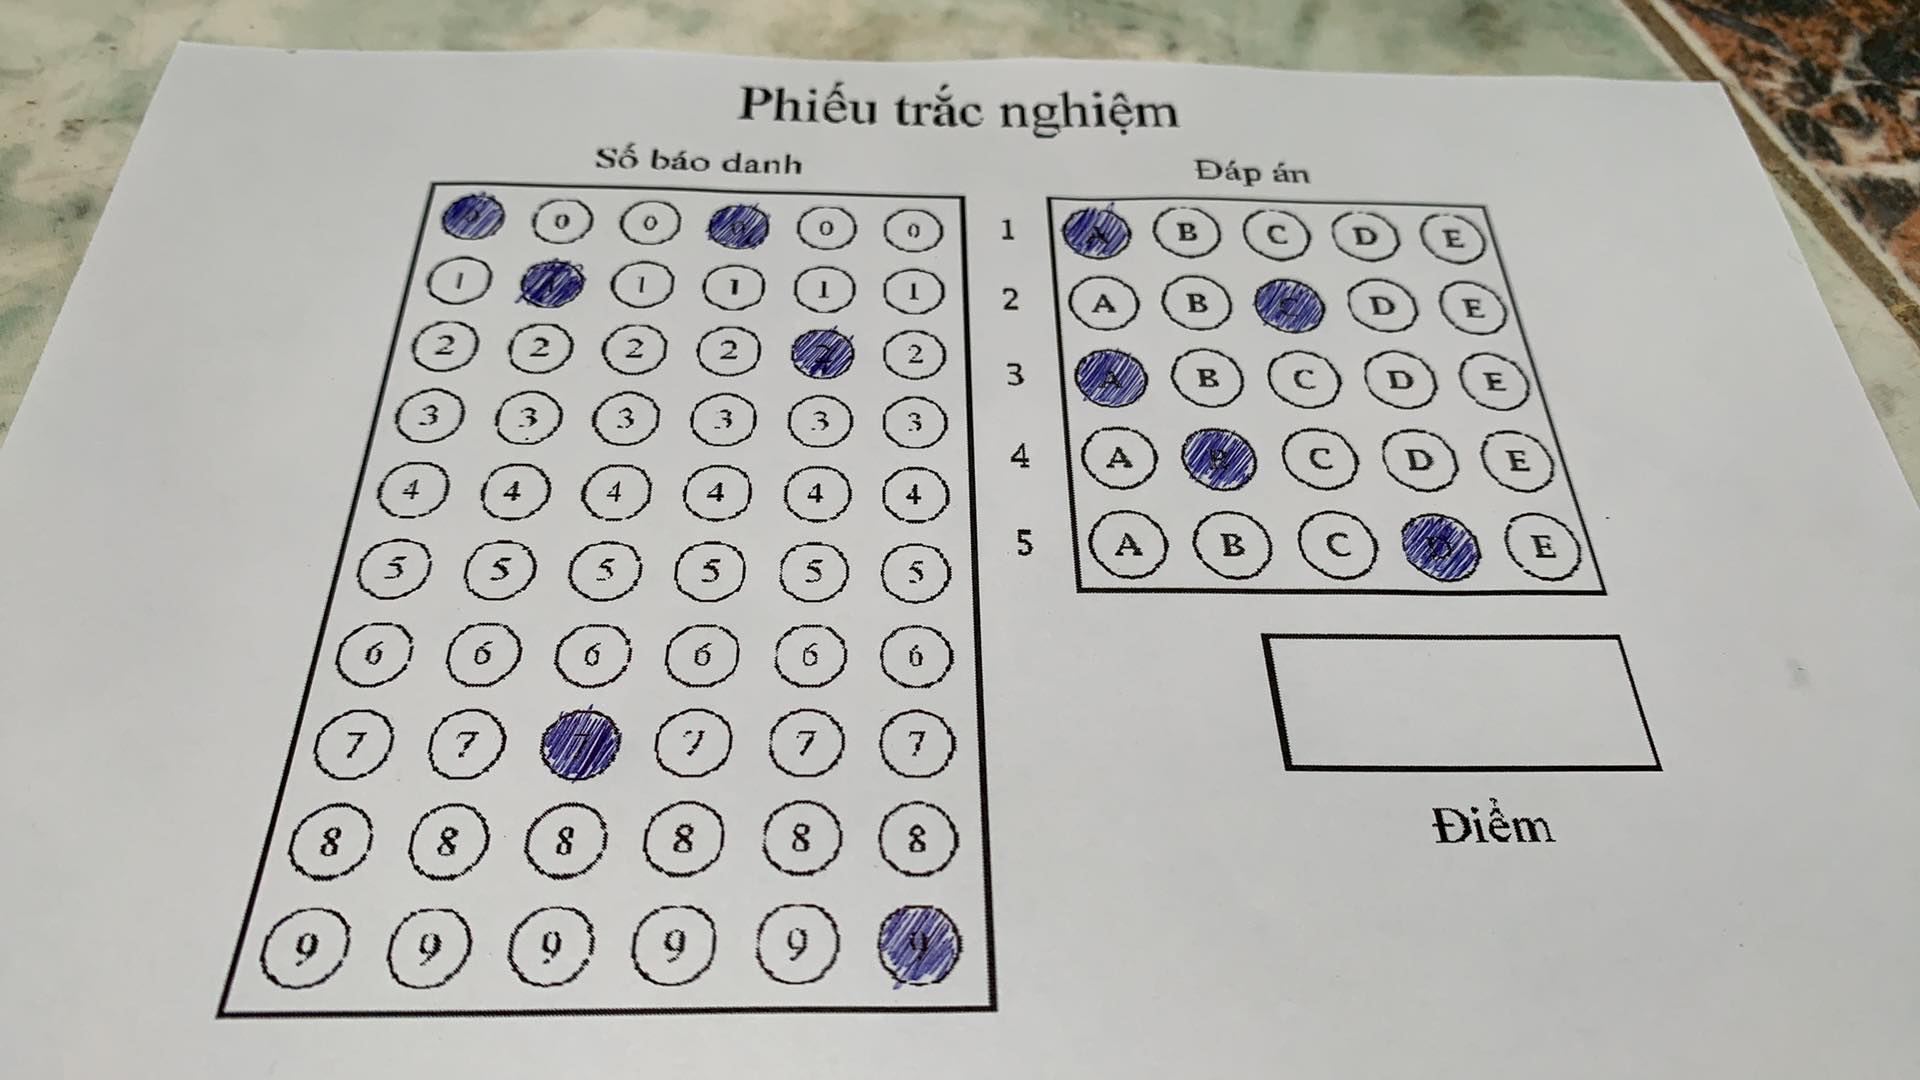 Phiếu trắc nghiệm
Số báo danh
0 0 0 0 0 0
1 1 1 1 1 1
2 2 2 2 2 2
3 3 3 3 3 3
4 4 4 4 4 4
5 5 5 5 5 5
6 6 6 6 6 6
7 7 7 7 7 7
8 8 8 8 8 8
9 9 9 9 9 9
Đáp án
1 A B C D E
2 A B C D E
3 A B C D E
4 A B C D E
5 A B C D E
Điểm